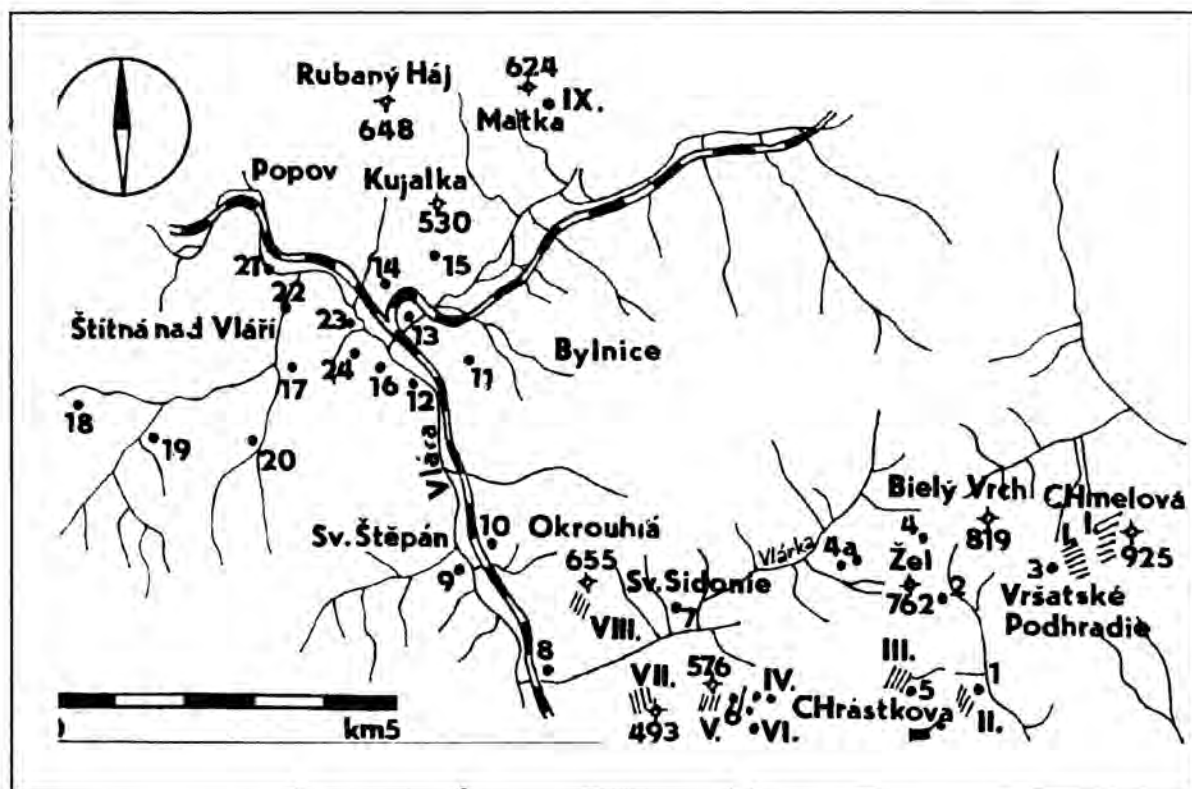 624
Rubaný Háj
IX.
Matka
648
Popov
Kujalka
530
15
14
21
22
23
13
Štítná nad Vláří
Bylnice
24
16
11
17
12
18
19
20
Vlára
Bielý Vrch
CHmelová
10
Okrouhlá
4
I.
I.
Sv. Štěpán
819
925
655
Vlárka
4a
Žel
3
9
Sv. Sidonie
762
2
Vršatské
Podhradie
VIII.
7
8
III.
VII.
576
IV.
5
1
CHrástkova
6
km5
493
V.
VI.
II.